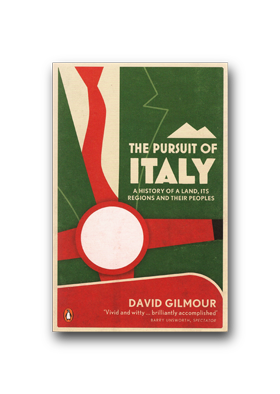 THE PURSUIT OF
ITALY
A HISTORY OF A LAND, ITS
REGIONS AND THEIR PEOPLES
DAVID GILMOUR
'Vivid and witty ... brilliantly accomplished'
BARRY UNSWORTH, SPECTATOR